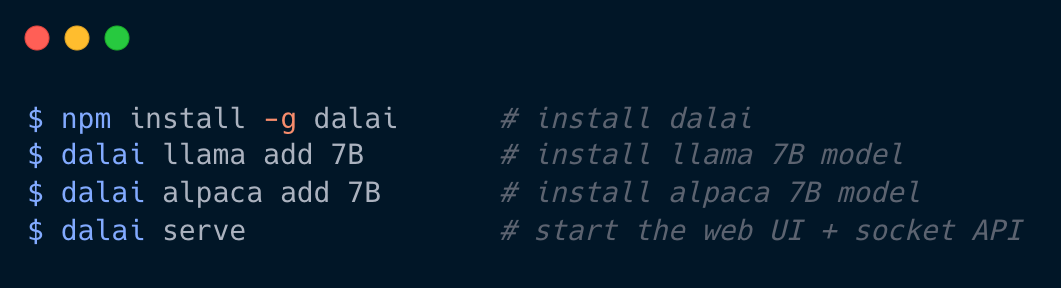 $ npm install -g dalai # install dalai
$ dalai llama add 7B # install llama 7B model
$ dalai alpaca add 7B # install alpaca 7B model
$ dalai serve # start the web UI + socket API